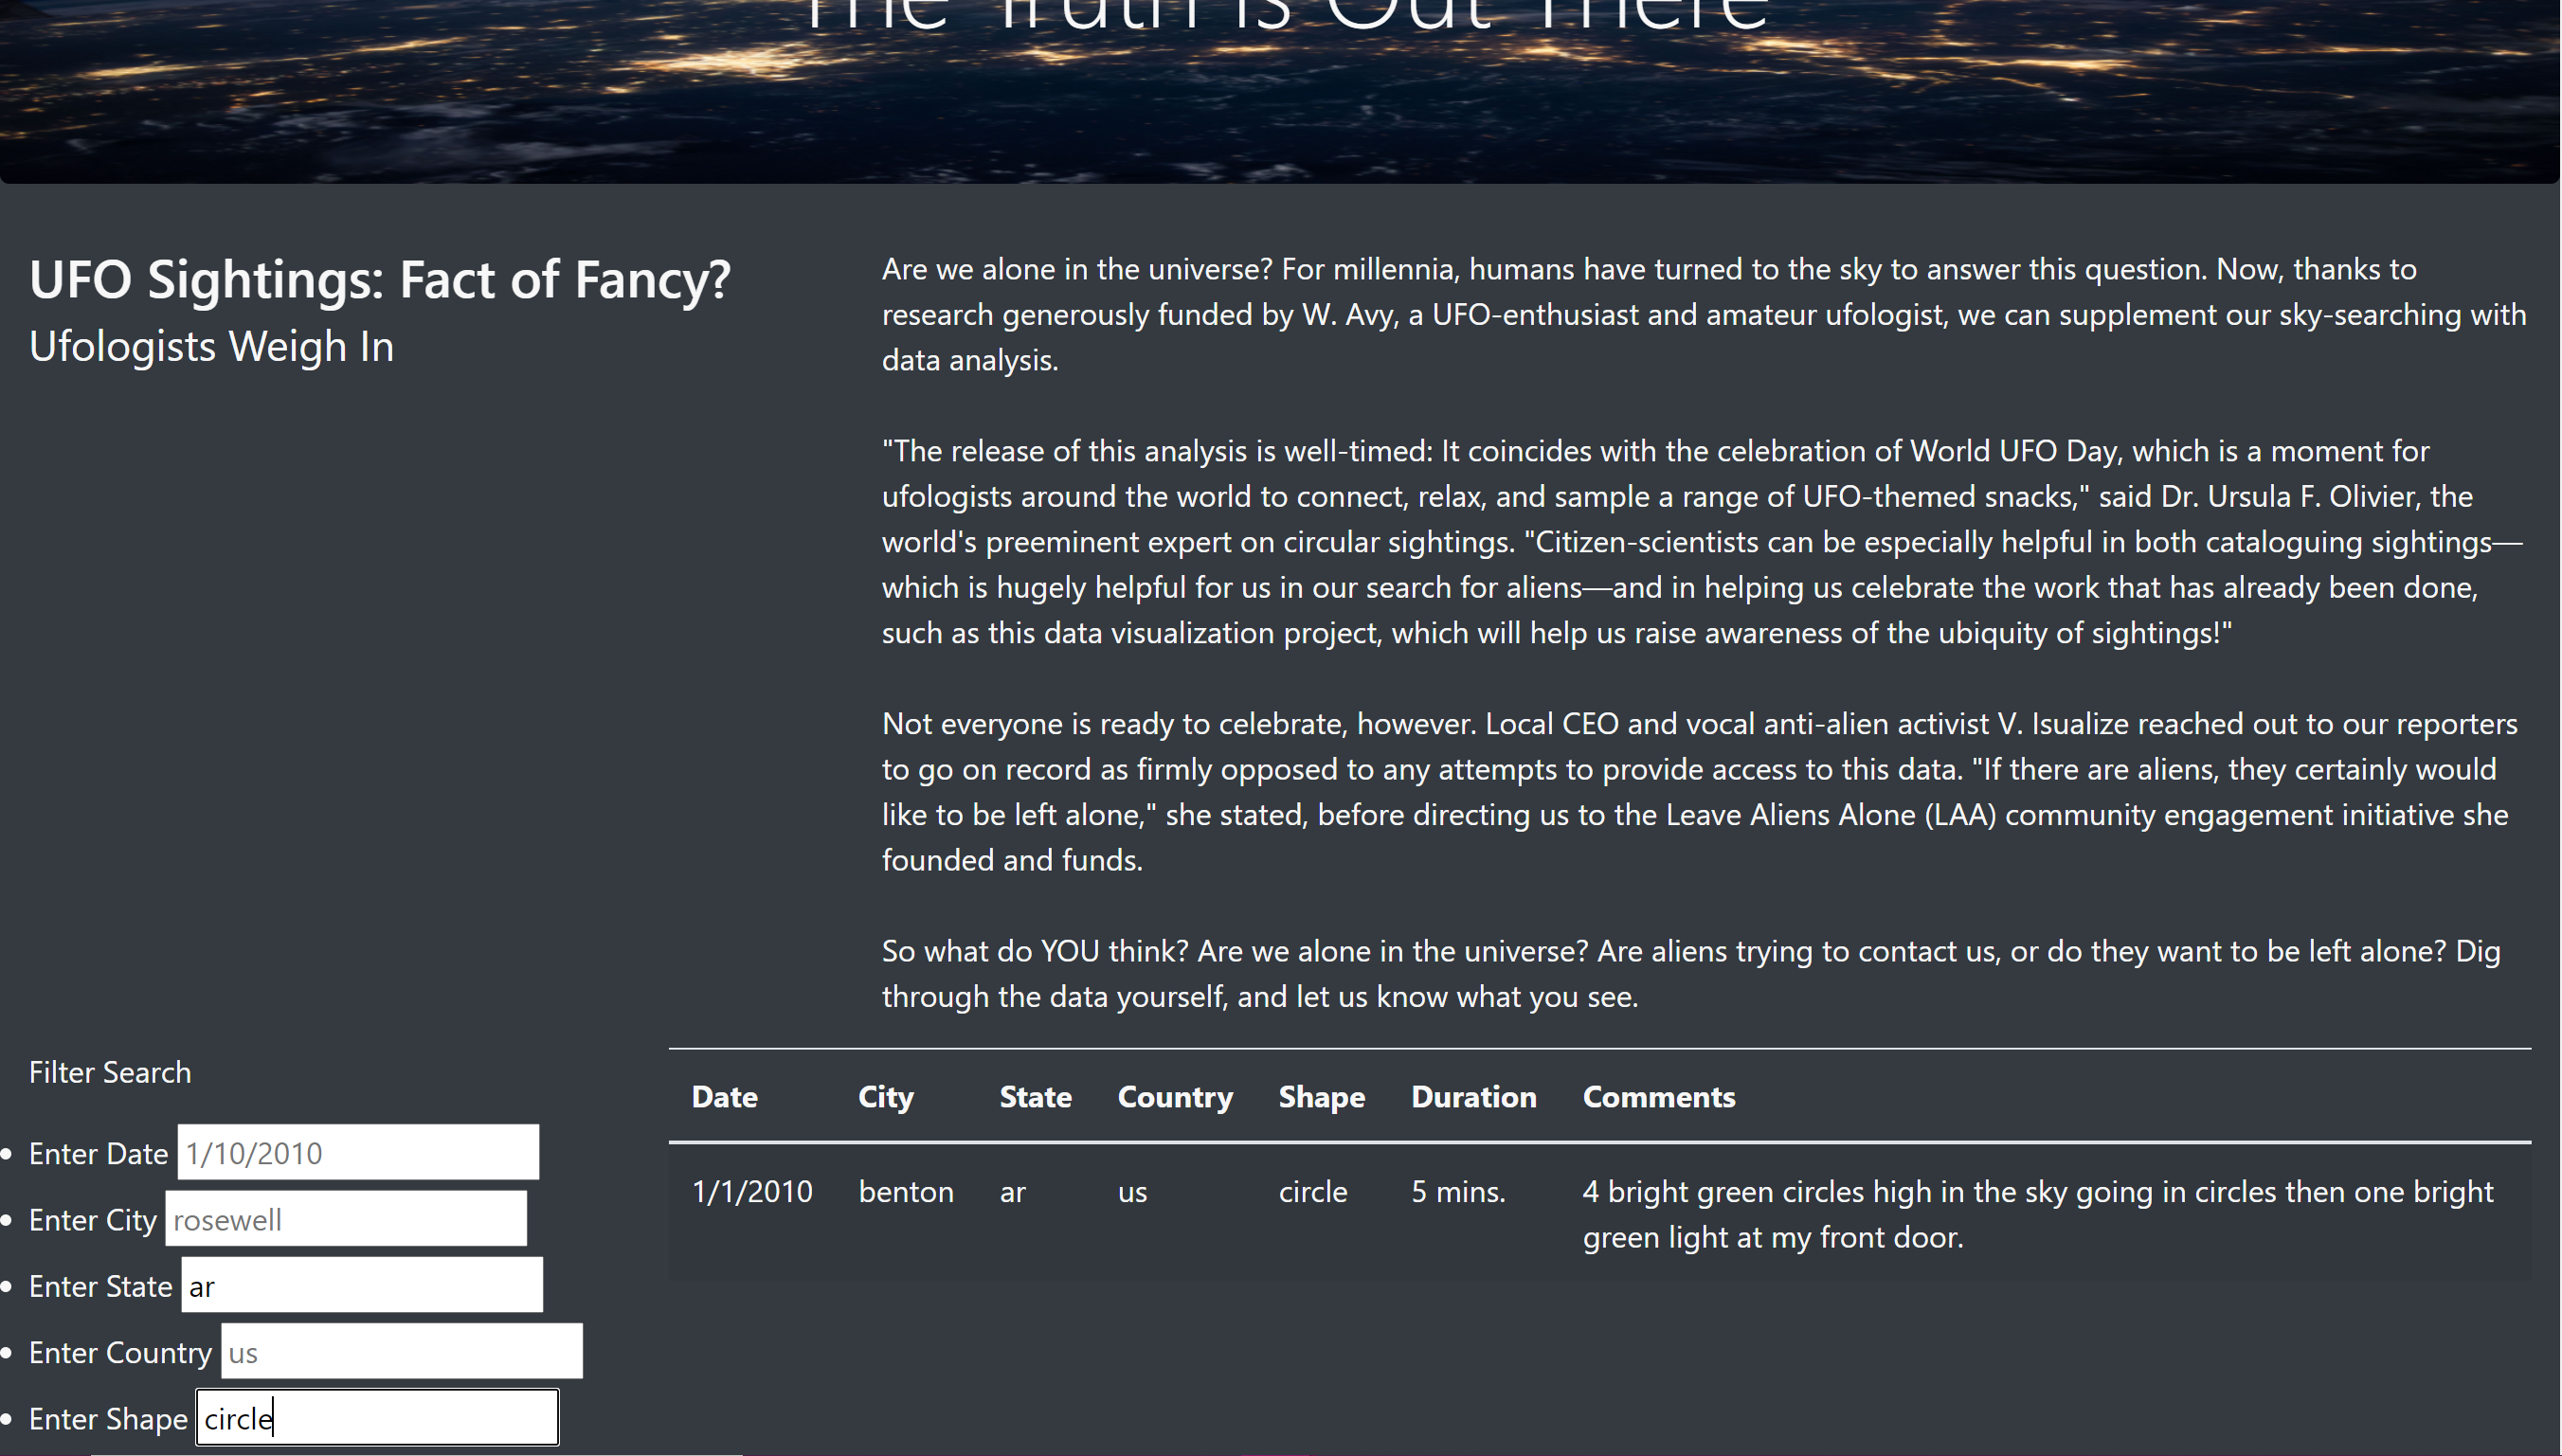 The Truth Is Out There
UFO Sightings: Fact of Fancy?
Ufologists Weigh In
Are we alone in the universe? For millennia, humans have turned to the sky to answer this question. Now, thanks to
research generously funded by W. Avy, a UFO-enthusiast and amateur ufologist, we can supplement our sky-searching with
data analysis.
"The release of this analysis is well-timed: It coincides with the celebration of World UFO Day, which is a moment for
ufologists around the world to connect, relax, and sample a range of UFO-themed snacks," said Dr. Ursula F. Olivier, the
world's preeminent expert on circular sightings. "Citizen-scientists can be especially helpful in both cataloguing sightings—
which is hugely helpful for us in our search for aliens—and in helping us celebrate the work that has already been done,
such as this data visualization project, which will help us raise awareness of the ubiquity of sightings!"
Not everyone is ready to celebrate, however. Local CEO and vocal anti-alien activist V. Isualize reached out to our reporters
to go on record as firmly opposed to any attempts to provide access to this data. "If there are aliens, they certainly would
like to be left alone," she stated, before directing us to the Leave Aliens Alone (LAA) community engagement initiative she
founded and funds.
So what do YOU think? Are we alone in the universe? Are aliens trying to contact us, or do they want to be left alone? Dig
through the data yourself, and let us know what you see.
Filter Search
Enter Date 1/10/2010
Enter City rosewell
Enter State ar
Enter Country us
Enter Shape circle
Date City State Country Shape Duration Comments
1/1/2010 benton ar us circle 5 mins. 4 bright green circles high in the sky going in circles then one bright
green light at my front door.